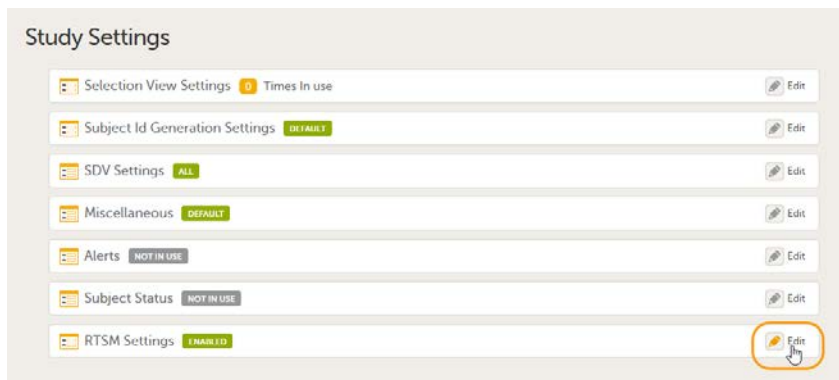 Study Settings
Selection View Settings 0 Times In use Edit
Subject Id Generation Settings DEFAULT Edit
SDV Settings ALL Edit
Miscellaneous DEFAULT Edit
Alerts NOT IN USE Edit
Subject Status NOT IN USE Edit
RTSM Settings ENABLED Edit